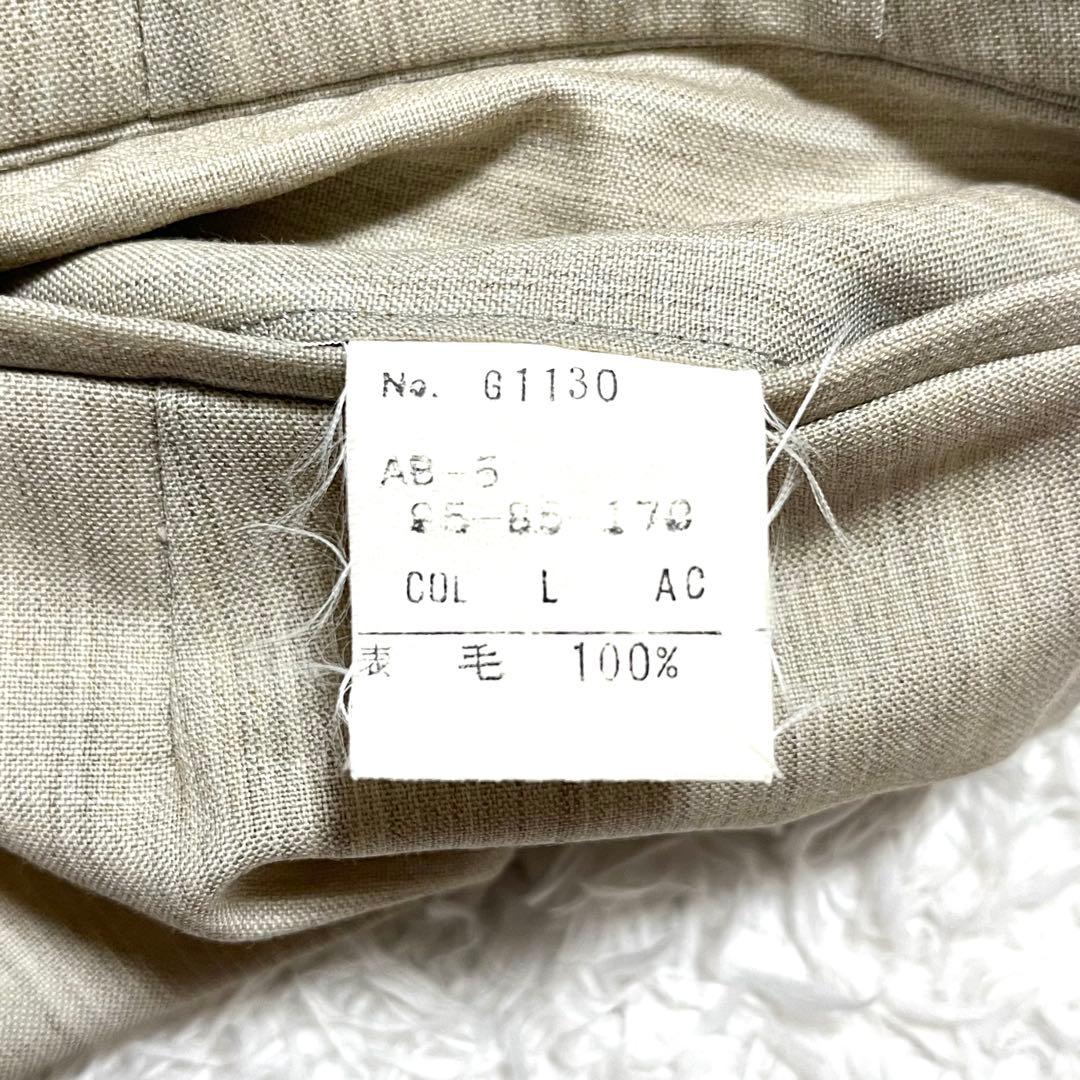 No. G1130
AB-5
95-85-170
COL L AC
表 毛 100%